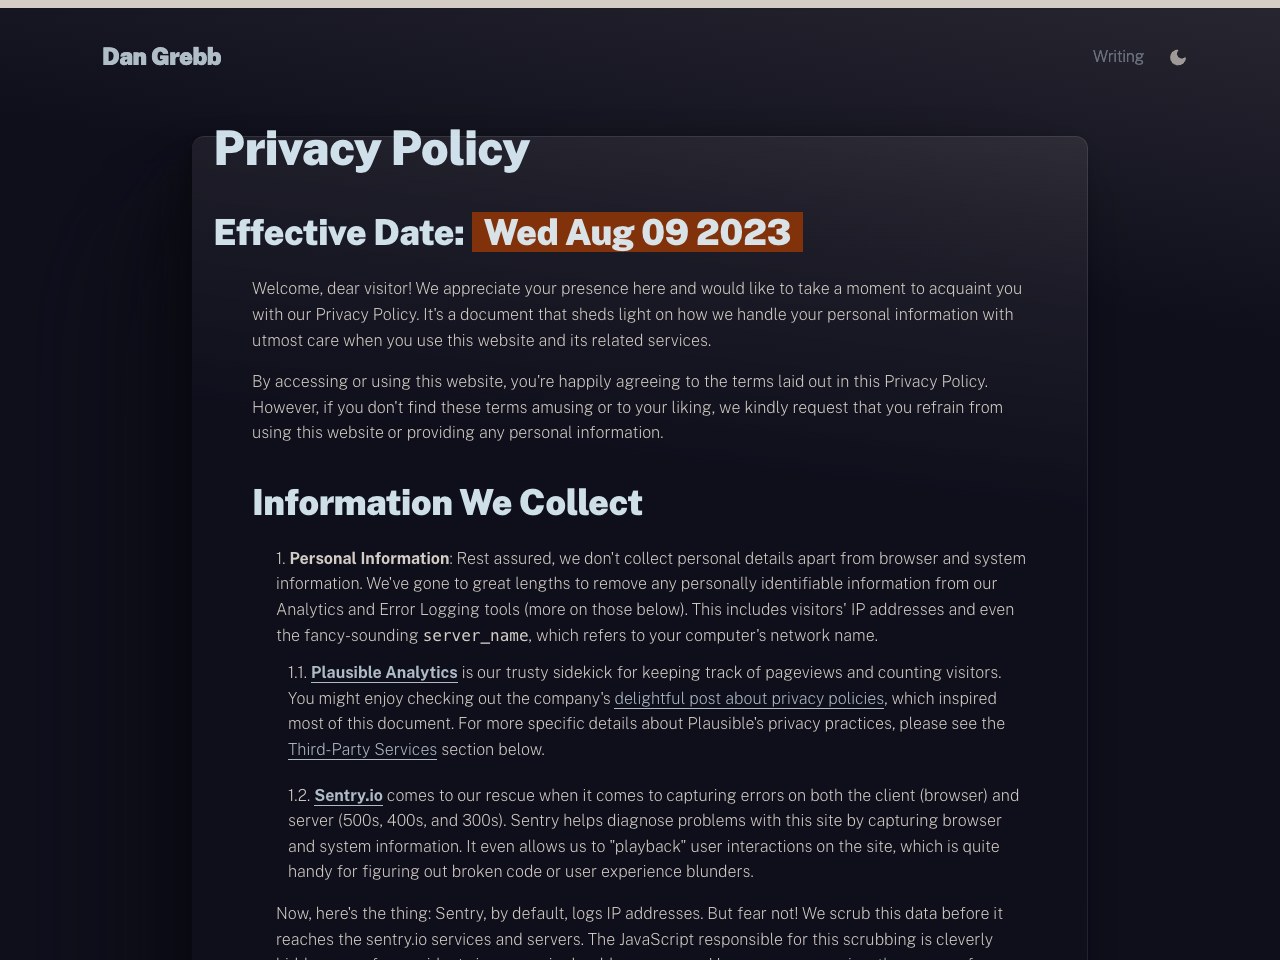 Dan Grebb
Writing
Privacy Policy
Effective Date: Wed Aug 09 2023
Welcome, dear visitor! We appreciate your presence here and would like to take a moment to acquaint you
with our Privacy Policy. It's a document that sheds light on how we handle your personal information with
utmost care when you use this website and its related services.
By accessing or using this website, you're happily agreeing to the terms laid out in this Privacy Policy.
However, if you don't find these terms amusing or to your liking, we kindly request that you refrain from
using this website or providing any personal information.
Information We Collect
1. Personal Information: Rest assured, we don't collect personal details apart from browser and system
information. We've gone to great lengths to remove any personally identifiable information from our
Analytics and Error Logging tools (more on those below). This includes visitors' IP addresses and even
the fancy-sounding server_name, which refers to your computer's network name.
1.1. Plausible Analytics is our trusty sidekick for keeping track of pageviews and counting visitors.
You might enjoy checking out the company's delightful post about privacy policies, which inspired
most of this document. For more specific details about Plausible's privacy practices, please see the
Third-Party Services section below.
1.2. Sentry.io comes to our rescue when it comes to capturing errors on both the client (browser) and
server (500s, 400s, and 300s). Sentry helps diagnose problems with this site by capturing browser
and system information. It even allows us to "playback" user interactions on the site, which is quite
handy for figuring out broken code or user experience blunders.
Now, here's the thing: Sentry, by default, logs IP addresses. But fear not! We scrub this data before it
reaches the sentry.io services and servers. The JavaScript responsible for this scrubbing is cleverly